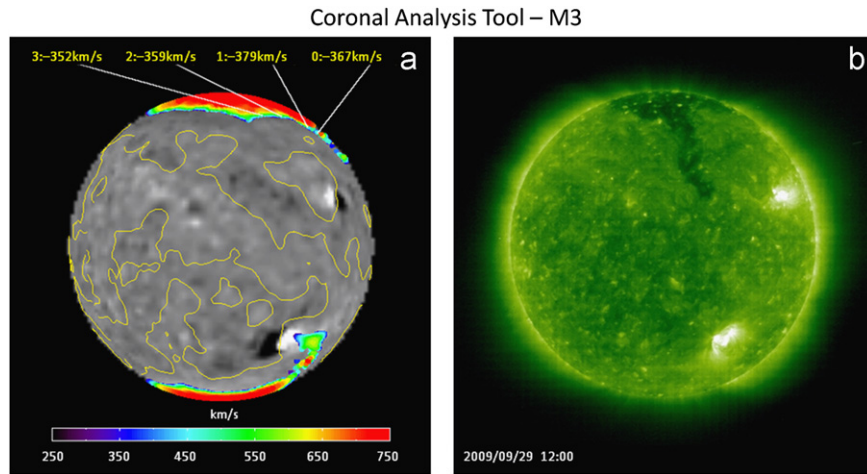 Coronal Analysis Tool – M3
3:–352km/s 2:–359km/s 1:–379km/s 0:–367km/s
a
b
km/s
250 350 450 550 650 750
2009/09/29 12:00